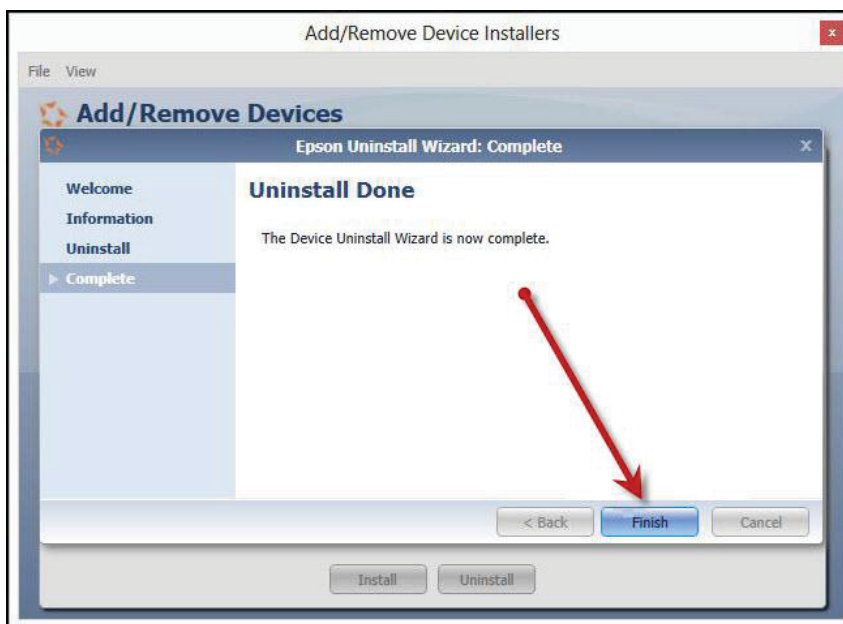 Add/Remove Device Installers
x
File View
Add/Remove Devices
Epson Uninstall Wizard: Complete
x
Welcome
Information
Uninstall
Complete
Uninstall Done
The Device Uninstall Wizard is now complete.
< Back Finish Cancel
Install Uninstall